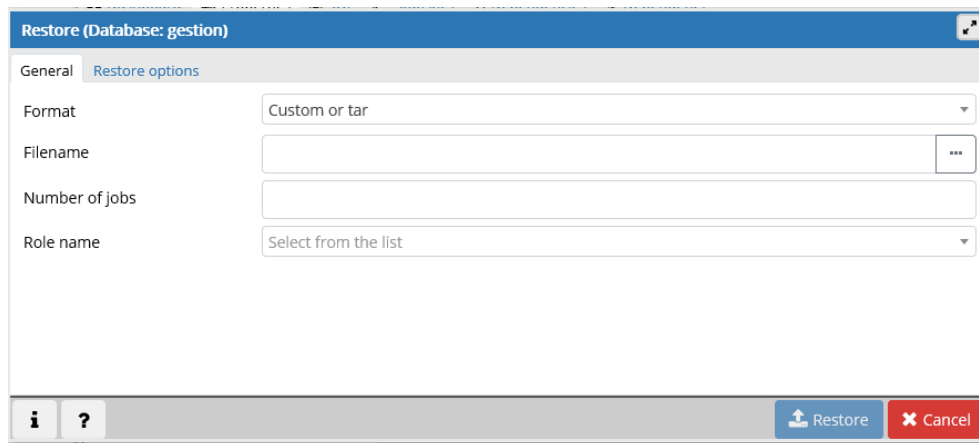 Restore (Database: gestion)
General Restore options
Format Custom or tar
Filename
Number of jobs
Role name Select from the list
i ? Restore Cancel